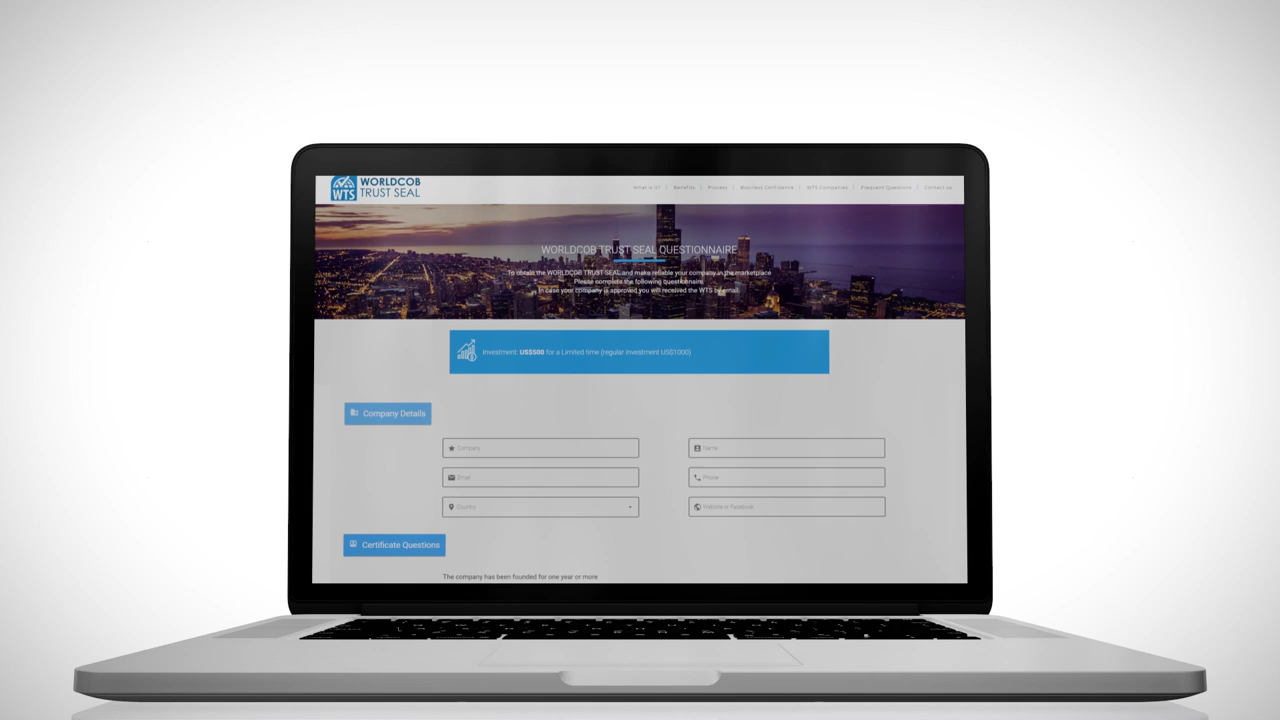 WTS
WORLDCOB
TRUST SEAL
What is it? | Benefits | Process | Business Confidence | WTS Companies | Frequent Questions | Contact us
WORLDCOB TRUST SEAL QUESTIONNAIRE
To obtain the WORLDCOB TRUST SEAL and make reliable your company in the marketplace
Please complete the following questionnaire
In case your company is approved you will received the WTS by email.
Investment: US$500 for a Limited time (regular investment US$1000)
Company Details
Company
Name
Email
Phone
Country
Website or Facebook
Certificate Questions
The company has been founded for one year or more